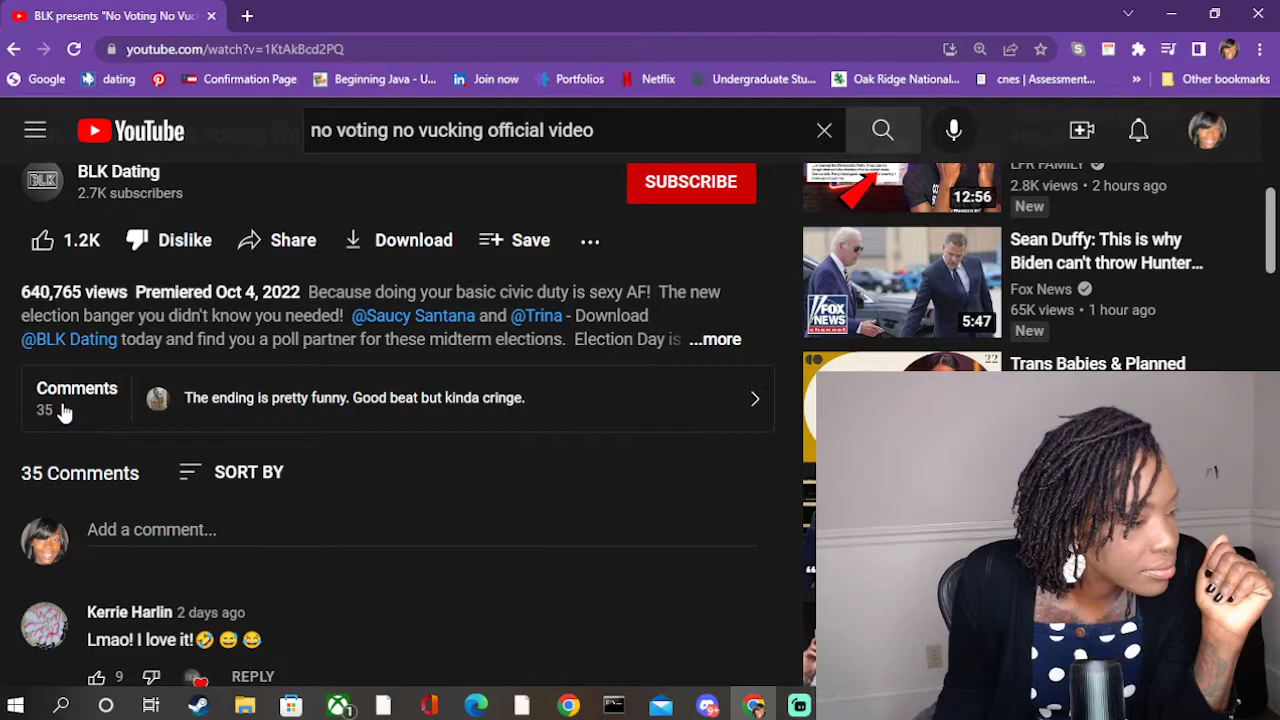 BLK presents "No Voting No Vuc
youtube.com/watch?v=1KtAkBcd2PQ
Google
dating
Confirmation Page
Beginning Java - U...
Join now
Portfolios
Netflix
Undergraduate Stu...
Oak Ridge National...
cnes | Assessment...
»
Other bookmarks
YouTube
no voting no vucking official video
BLK
BLK Dating
2.7K subscribers
SUBSCRIBE
1.2K
Dislike
Share
Download
Save
640,765 views Premiered Oct 4, 2022 Because doing your basic civic duty is sexy AF! The new
election banger you didn't know you needed! @Saucy Santana and @Trina - Download
@BLK Dating today and find you a poll partner for these midterm elections. Election Day is ...more
Comments
35
The ending is pretty funny. Good beat but kinda cringe.
35 Comments
SORT BY
Add a comment...
Kerrie Harlin 2 days ago
Lmao! I love it!🤣😅😂
9
REPLY
12:56
LFR FAMILY
2.8K views • 2 hours ago
New
FOX
NEWS
channel
5:47
Sean Duffy: This is why
Biden can't throw Hunter...
Fox News
65K views • 1 hour ago
New
22
Trans Babies & Planned
1
9+